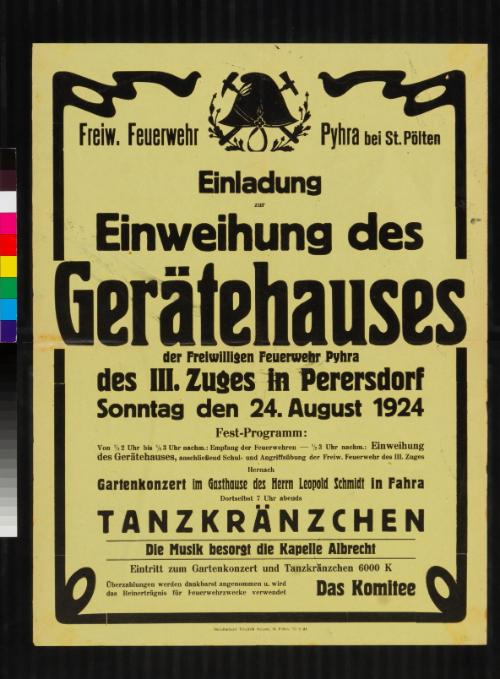 Freiw. Feuerwehr Pyhra bei St. Pölten
Einladung
zur
Einweihung des
Gerätehauses
der Freiwilligen Feuerwehr Pyhra
des III. Zuges in Perersdorf
Sonntag den 24. August 1924
Fest-Programm:
Von ½2 Uhr bis ½3 Uhr nachm.: Empfang der Feuerwehren — ½3 Uhr nachm.: Einweihung
des Gerätehauses, anschließend Schul- und Angriffsübung der Freiw. Feuerwehr des III. Zuges
Hernach
Gartenkonzert im Gasthause des Herrn Leopold Schmidt in Fahra
Dortselbst 7 Uhr abends
TANZKRÄNZCHEN
Die Musik besorgt die Kapelle Albrecht
Eintritt zum Gartenkonzert und Tanzkränzchen 6000 K
Überzahlungen werden dankbarst angenommen u. wird
das Reinerträgnis für Feuerwehrzwecke verwendet
Das Komitee